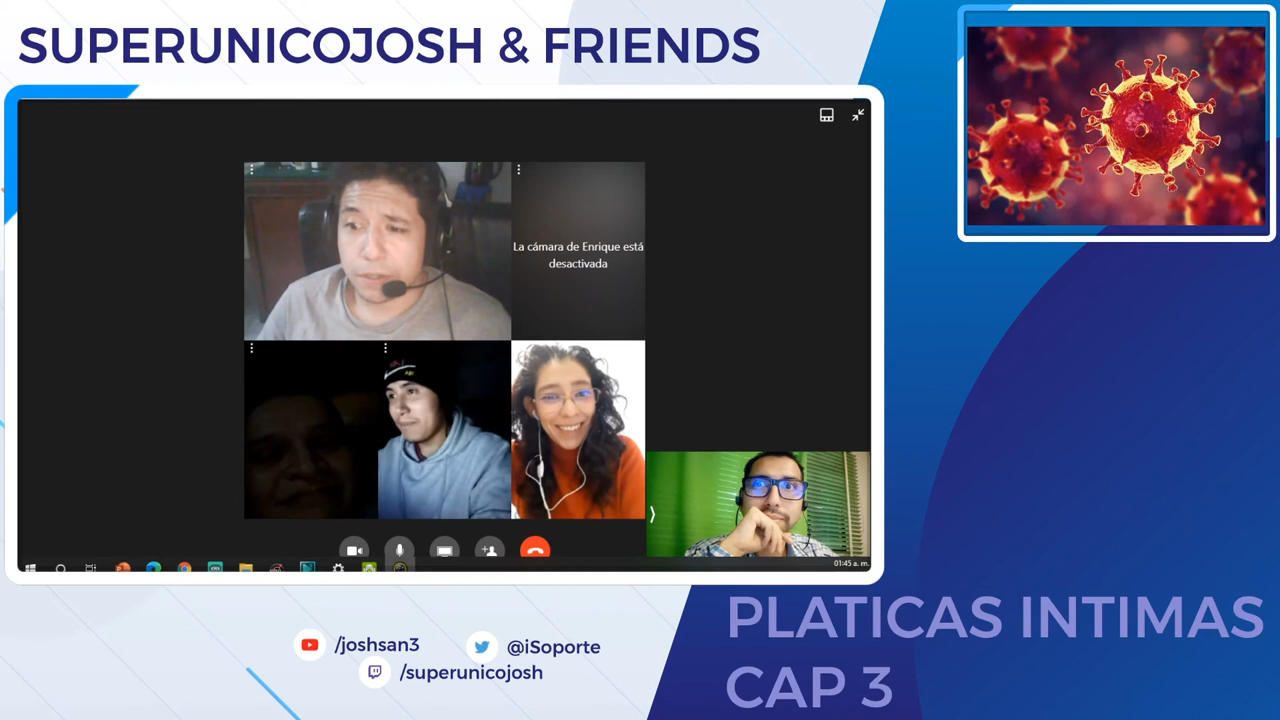 SUPERUNICOJOSH & FRIENDS
La cámara de Enrique está
desactivada
01:45 a. m.
/joshsan3
@iSoporte
/superunicojosh
PLATICAS INTIMAS
CAP 3